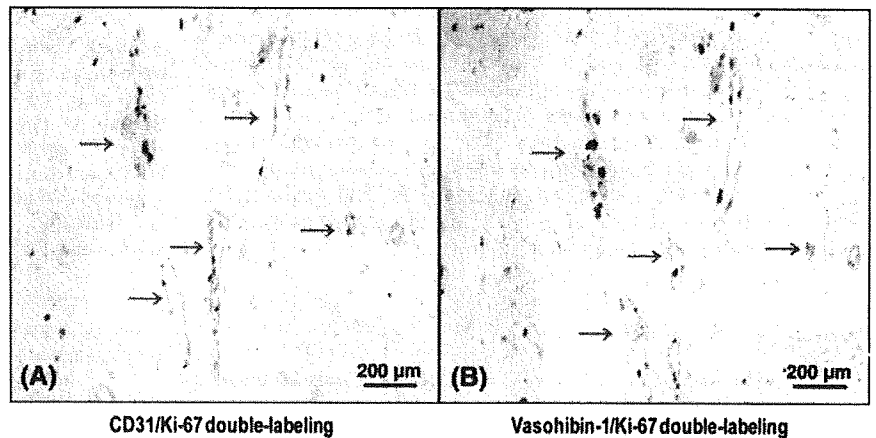 (A)
200 μm
(B)
200 μm
CD31/Ki-67 double-labeling
Vasohibin-1/Ki-67 double-labeling